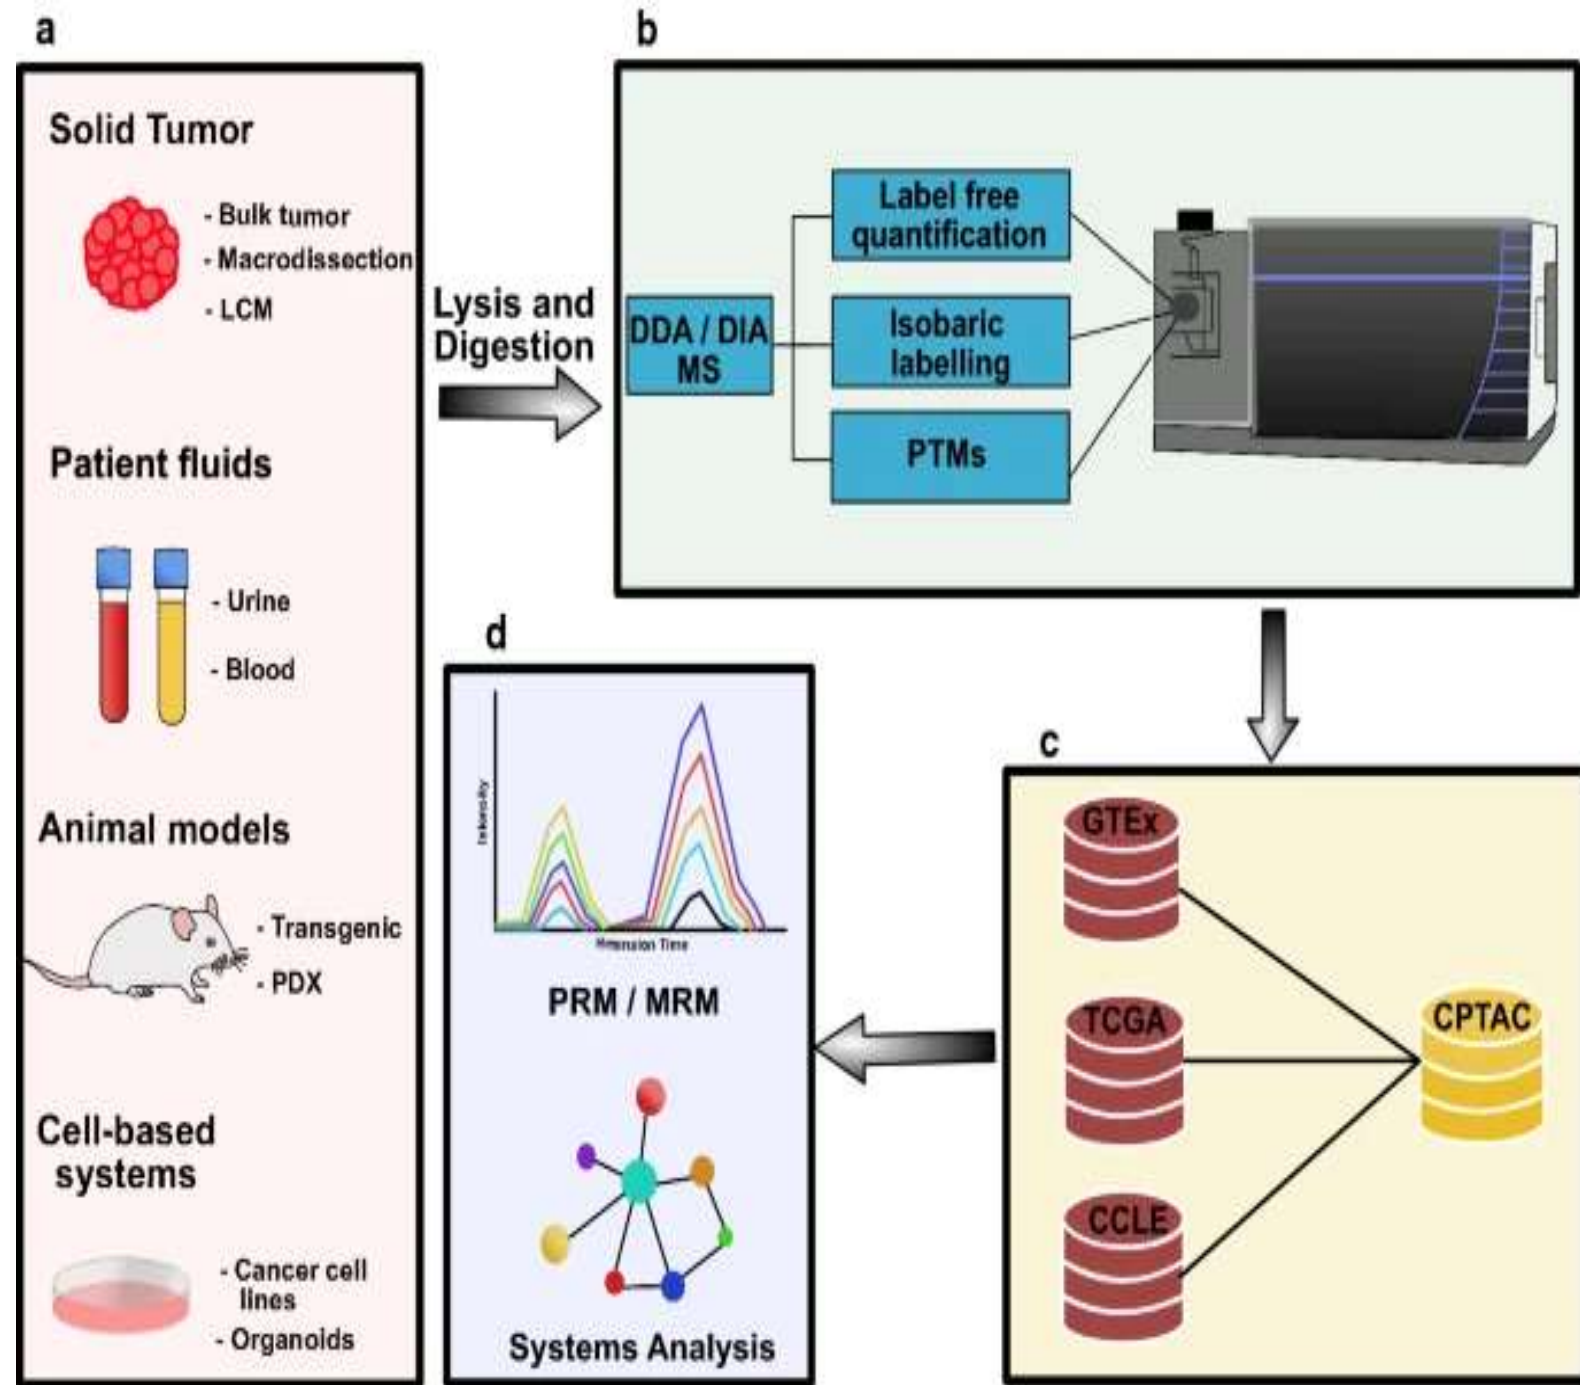 a
Solid Tumor
- Bulk tumor
- Macrodissection
- LCM
Patient fluids
- Urine
- Blood
Animal models
- Transgenic
- PDX
Cell-based
systems
- Cancer cell
lines
- Organoids
Lysis and
Digestion
b
DDA / DIA
MS
Label free
quantification
Isobaric
labelling
PTMs
c
GTEx
TCGA
CCLE
CPTAC
d
Time
PRM / MRM
Systems Analysis